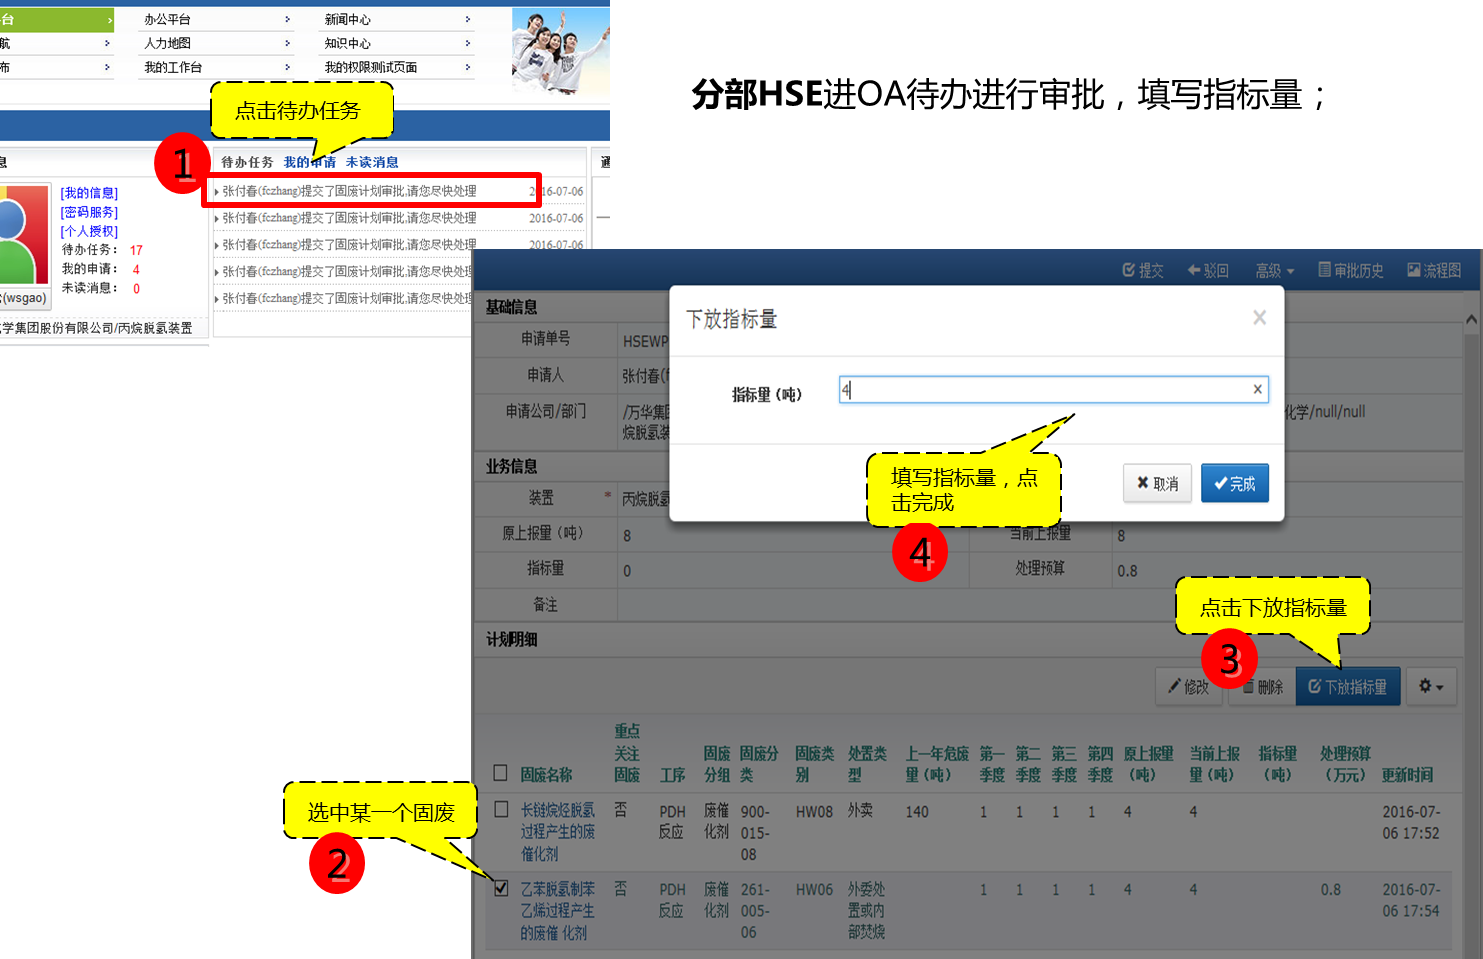 台 办公平台 新闻中心
航 人力地图 知识中心
布 我的工作台 我的权限测试页面
点击待办任务
分部HSE进OA待办进行审批，填写指标量；
1
息
待办任务 我的申请 未读消息
通
张付春(fczhang)提交了固废计划审批,请您尽快处理 2016-07-06
张付春(fczhang)提交了固废计划审批,请您尽快处理 2016-07-06
张付春(fczhang)提交了固废计划审批,请您尽快处理 2016-07-06
张付春(fczhang)提交了固废计划审批,请您尽快处理
张付春(fczhang)提交了固废计划审批,请您尽快处理
[我的信息]
[密码服务]
[个人授权]
待办任务： 17
我的申请： 4
未读消息： 0
(wsgao)
学集团股份有限公司/丙烷脱氢装置
提交 驳回 高级 审批历史 流程图
基础信息
申请单号 HSEWP
申请人 张付春(f
申请公司/部门 /万华集团 化学/null/null
烷脱氢装
下放指标量 ×
指标量（吨） 4 ×
取消 完成
填写指标量，点
击完成
4
业务信息
装置 * 丙烷脱氢
原上报量（吨） 8 当前上报量 8
指标量 0 处理预算 0.8
备注
点击下放指标量
3
计划明细
修改 删除 下放指标量
固废名称 重点关注固废 工序 固废分组 固废分类 固废类别 处置类型 上一年危废量（吨） 第一季度 第二季度 第三季度 第四季度 原上报量（吨） 当前上报量（吨） 指标量（吨） 处理预算（万元） 更新时间
长链烷烃脱氢过程产生的废催化剂 否 PDH反应 废催化剂 900-015-08 HW08 外卖 140 1 1 1 1 4 4 2016-07-06 17:52
选中某一个固废
2
乙苯脱氢制苯乙烯过程产生的废催 化剂 否 PDH反应 废催化剂 261-005-06 HW06 外委处置或内部焚烧 1 1 1 1 4 4 0.8 2016-07-06 17:54